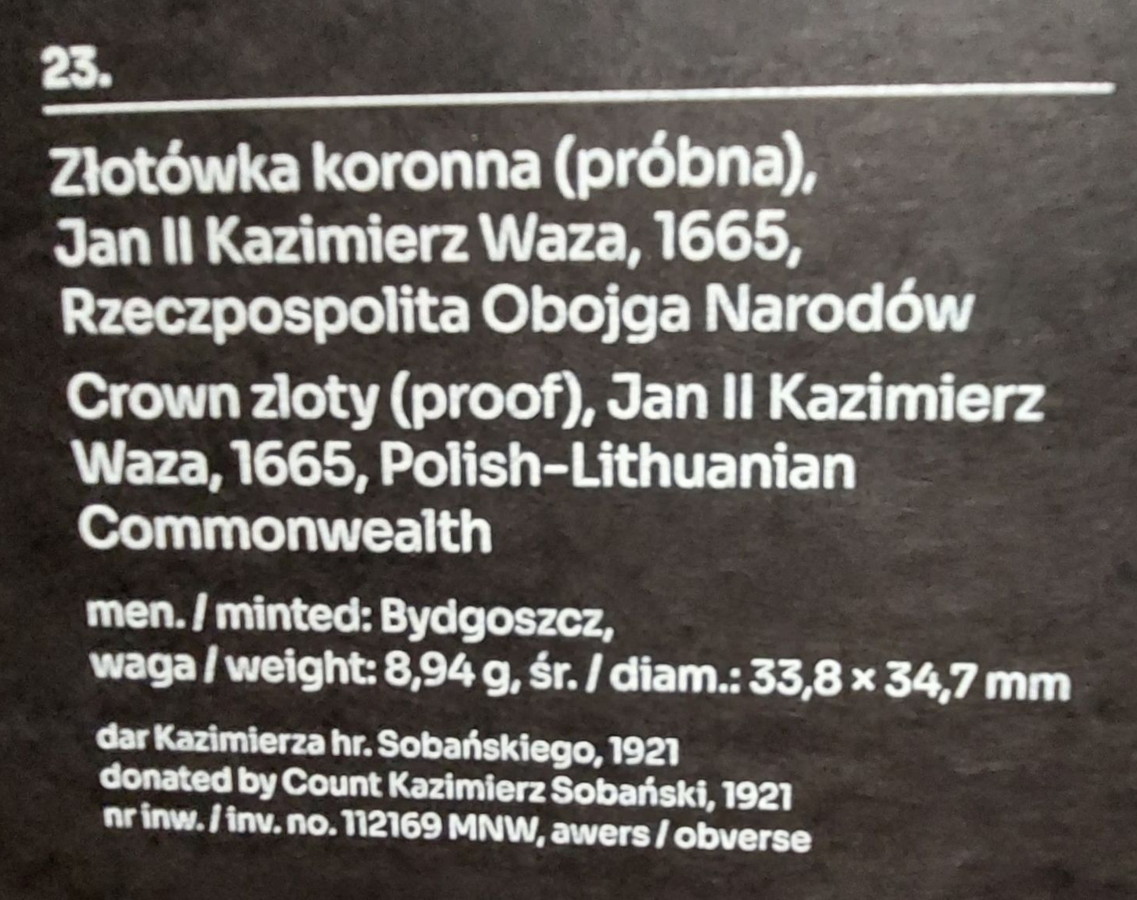 23.
Złotówka koronna (próbna),
Jan II Kazimierz Waza, 1665,
Rzeczpospolita Obojga Narodów
Crown zloty (proof), Jan II Kazimierz
Waza, 1665, Polish-Lithuanian
Commonwealth
men. / minted: Bydgoszcz,
waga / weight: 8,94 g, śr. / diam.: 33,8 × 34,7 mm
dar Kazimierza hr. Sobańskiego, 1921
donated by Count Kazimierz Sobański, 1921
nr inw. / inv. no. 112169 MNW, awers / obverse